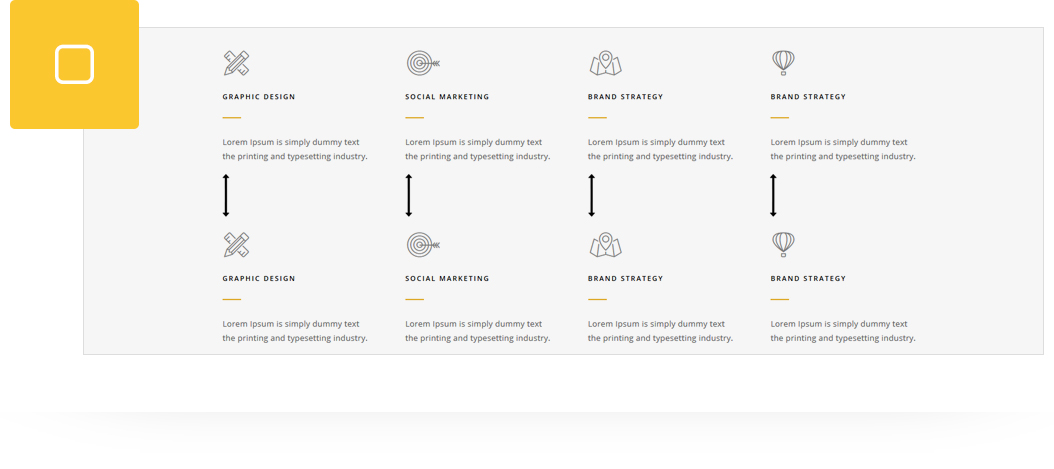 GRAPHIC DESIGN
Lorem Ipsum is simply dummy text
the printing and typesetting industry.
SOCIAL MARKETING
Lorem Ipsum is simply dummy text
the printing and typesetting industry.
BRAND STRATEGY
Lorem Ipsum is simply dummy text
the printing and typesetting industry.
BRAND STRATEGY
Lorem Ipsum is simply dummy text
the printing and typesetting industry.
GRAPHIC DESIGN
Lorem Ipsum is simply dummy text
the printing and typesetting industry.
SOCIAL MARKETING
Lorem Ipsum is simply dummy text
the printing and typesetting industry.
BRAND STRATEGY
Lorem Ipsum is simply dummy text
the printing and typesetting industry.
BRAND STRATEGY
Lorem Ipsum is simply dummy text
the printing and typesetting industry.